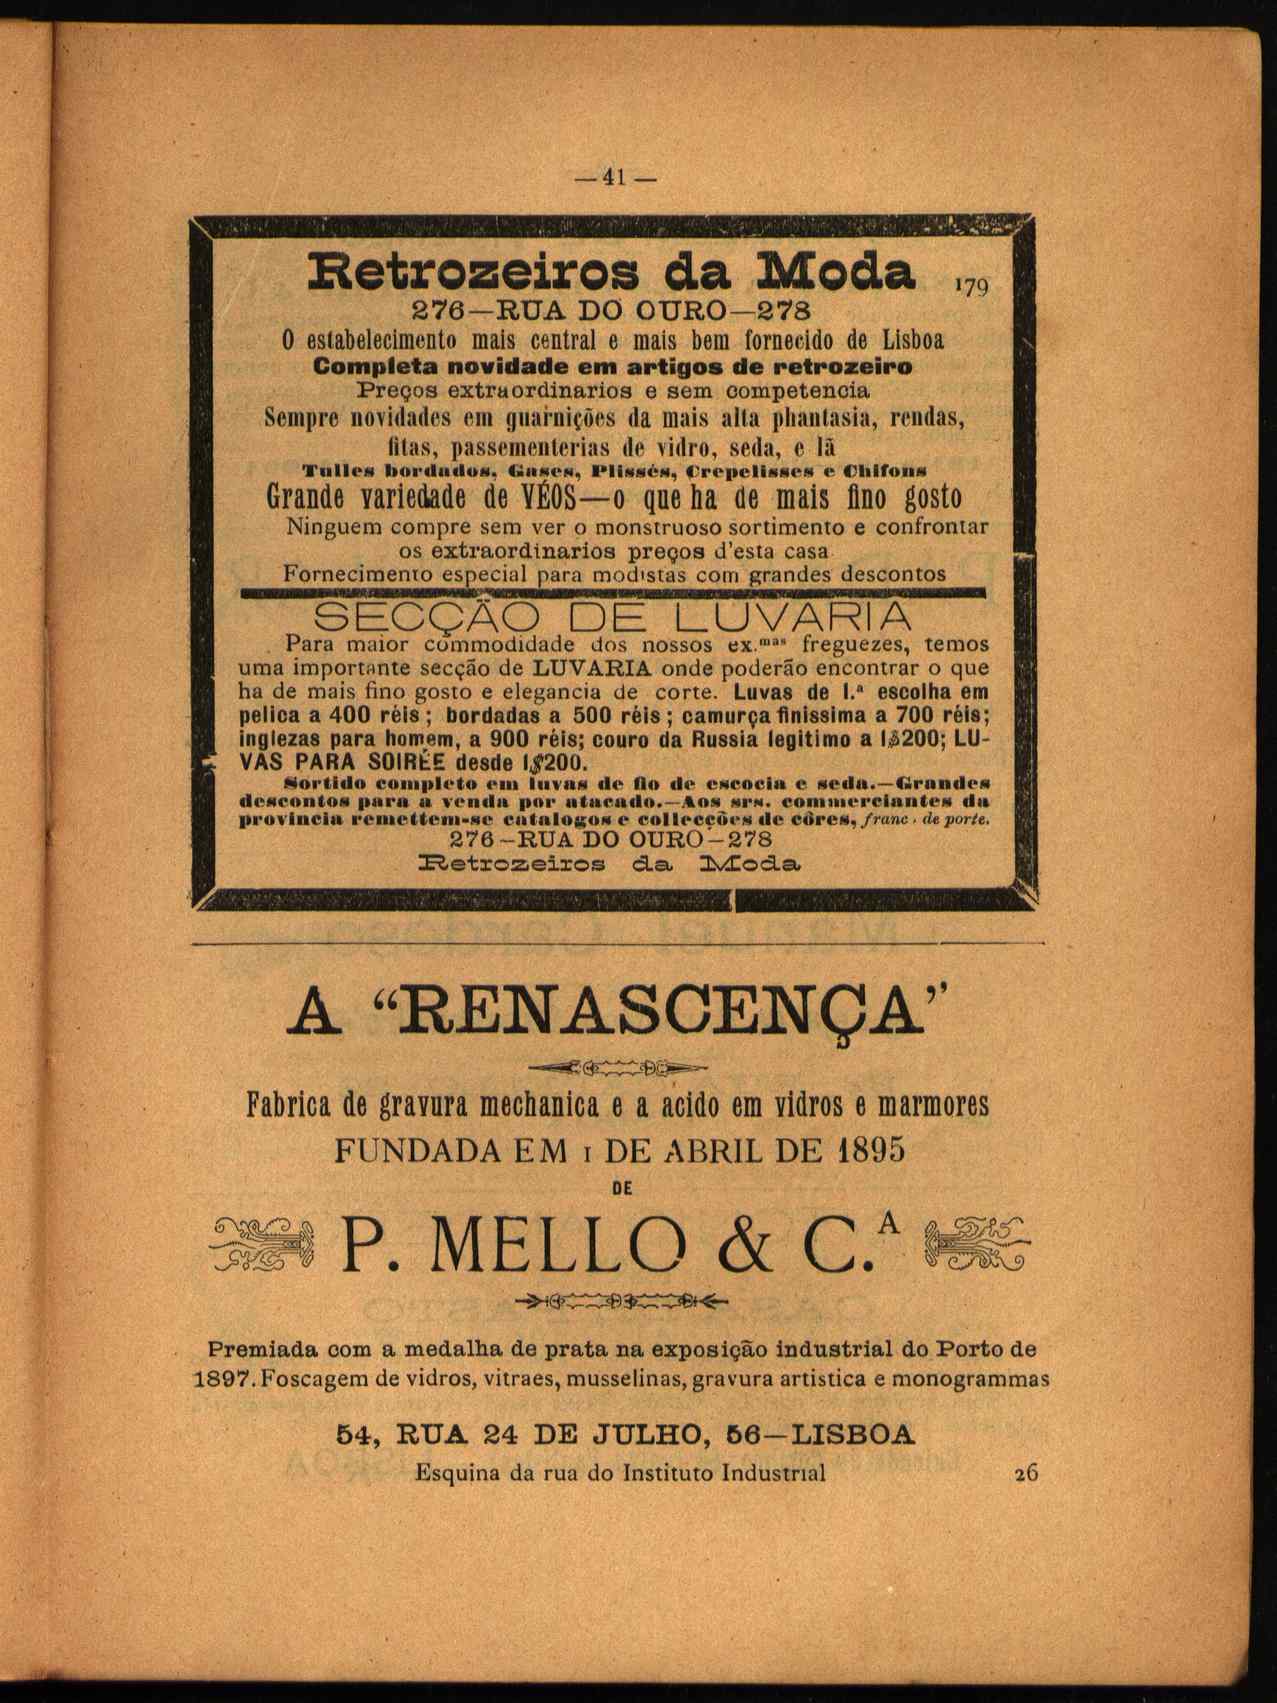 — 41 —
Retrozeiros da Moda 179
276—RUA DO OURO—278
O estabelecimento mais central e mais bem fornecido de Lisboa
Completa novidade em artigos de retrozeiro
Preços extraordinarios e sem competencia
Sempre novidades em guarnições da mais alta phantasia, rendas,
fitas, passementerias de vidro, seda, e lã
Tulles bordados, Gases, Plissés, Crepelisses e Chifons
Grande variedade de VÉOS—o que ha de mais fino gosto
Ninguem compre sem ver o monstruoso sortimento e confrontar
os extraordinarios preços d'esta casa
Fornecimento especial para modistas com grandes descontos
SECÇÃO DE LUVARIA
Para maior commodidade dos nossos ex.mas freguezes, temos
uma importante secção de LUVARIA onde poderão encontrar o que
ha de mais fino gosto e elegancia de corte. Luvas de 1.ª escolha em
pelica a 400 réis; bordadas a 500 réis; camurça finissima a 700 réis;
inglezas para homem, a 900 réis; couro da Russia legitimo a 1$200; LU-
VAS PARA SOIRÉE desde 1$200.
Sortido completo em luvas de fio de escocia e seda.—Grandes
descontos para a venda por atacado.—Aos srs. commerciantes da
provincia remettem-se catalogos e collecções de côres, franc. de porte.
276—RUA DO OURO—278
Retrozeiros da Moda
A “RENASCENÇA”
Fabrica de gravura mechanica e a acido em vidros e marmores
FUNDADA EM 1 DE ABRIL DE 1895
DE
P. MELLO & C.A
Premiada com a medalha de prata na exposição industrial do Porto de
1897. Foscagem de vidros, vitraes, musselinas, gravura artistica e monogrammas
54, RUA 24 DE JULHO, 56—LISBOA
Esquina da rua do Instituto Industrial 26